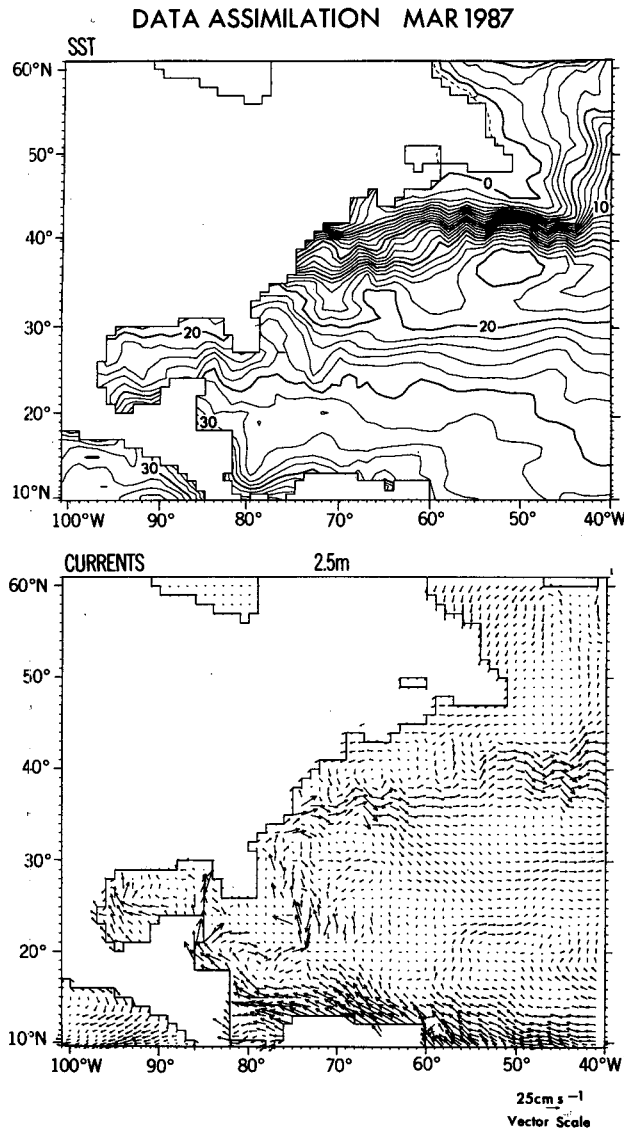 DATA ASSIMILATION MAR 1987
SST
60°N
50°
40°
30°
20°
10°N
0
10
20
20
30
30
100°W 90° 80° 70° 60° 50° 40°W
CURRENTS 2.5m
60°N
50°
40°
30°
20°
10°N
100°W 90° 80° 70° 60° 50° 40°W
25cm s⁻¹
Vector Scale